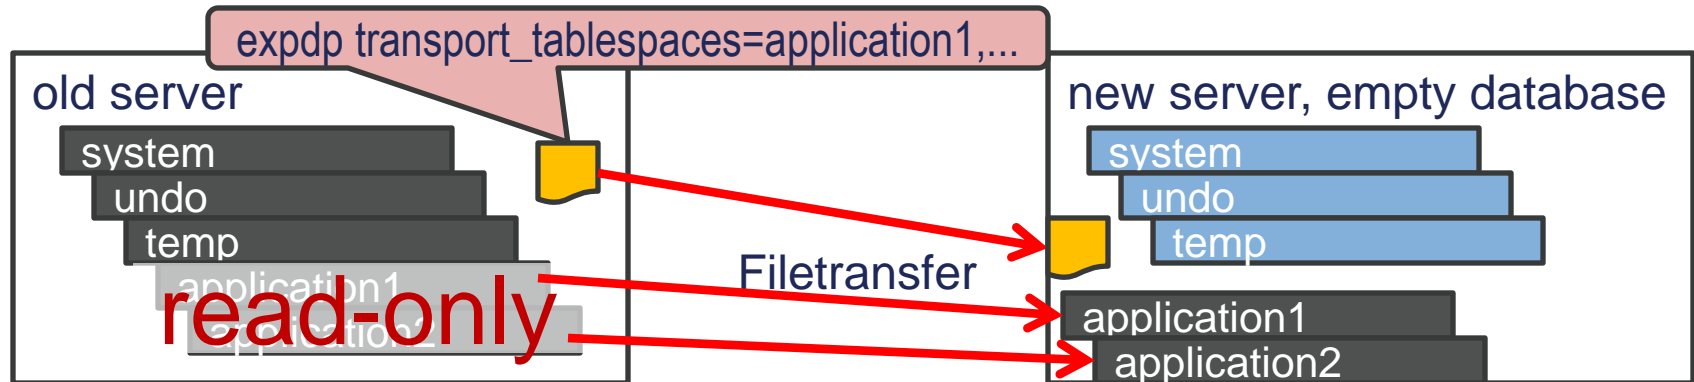 expdp transport_tablespaces=application1,...
old server
system
undo
temp
application1
read-only
application2
Filetransfer
new server, empty database
system
undo
temp
application1
application2